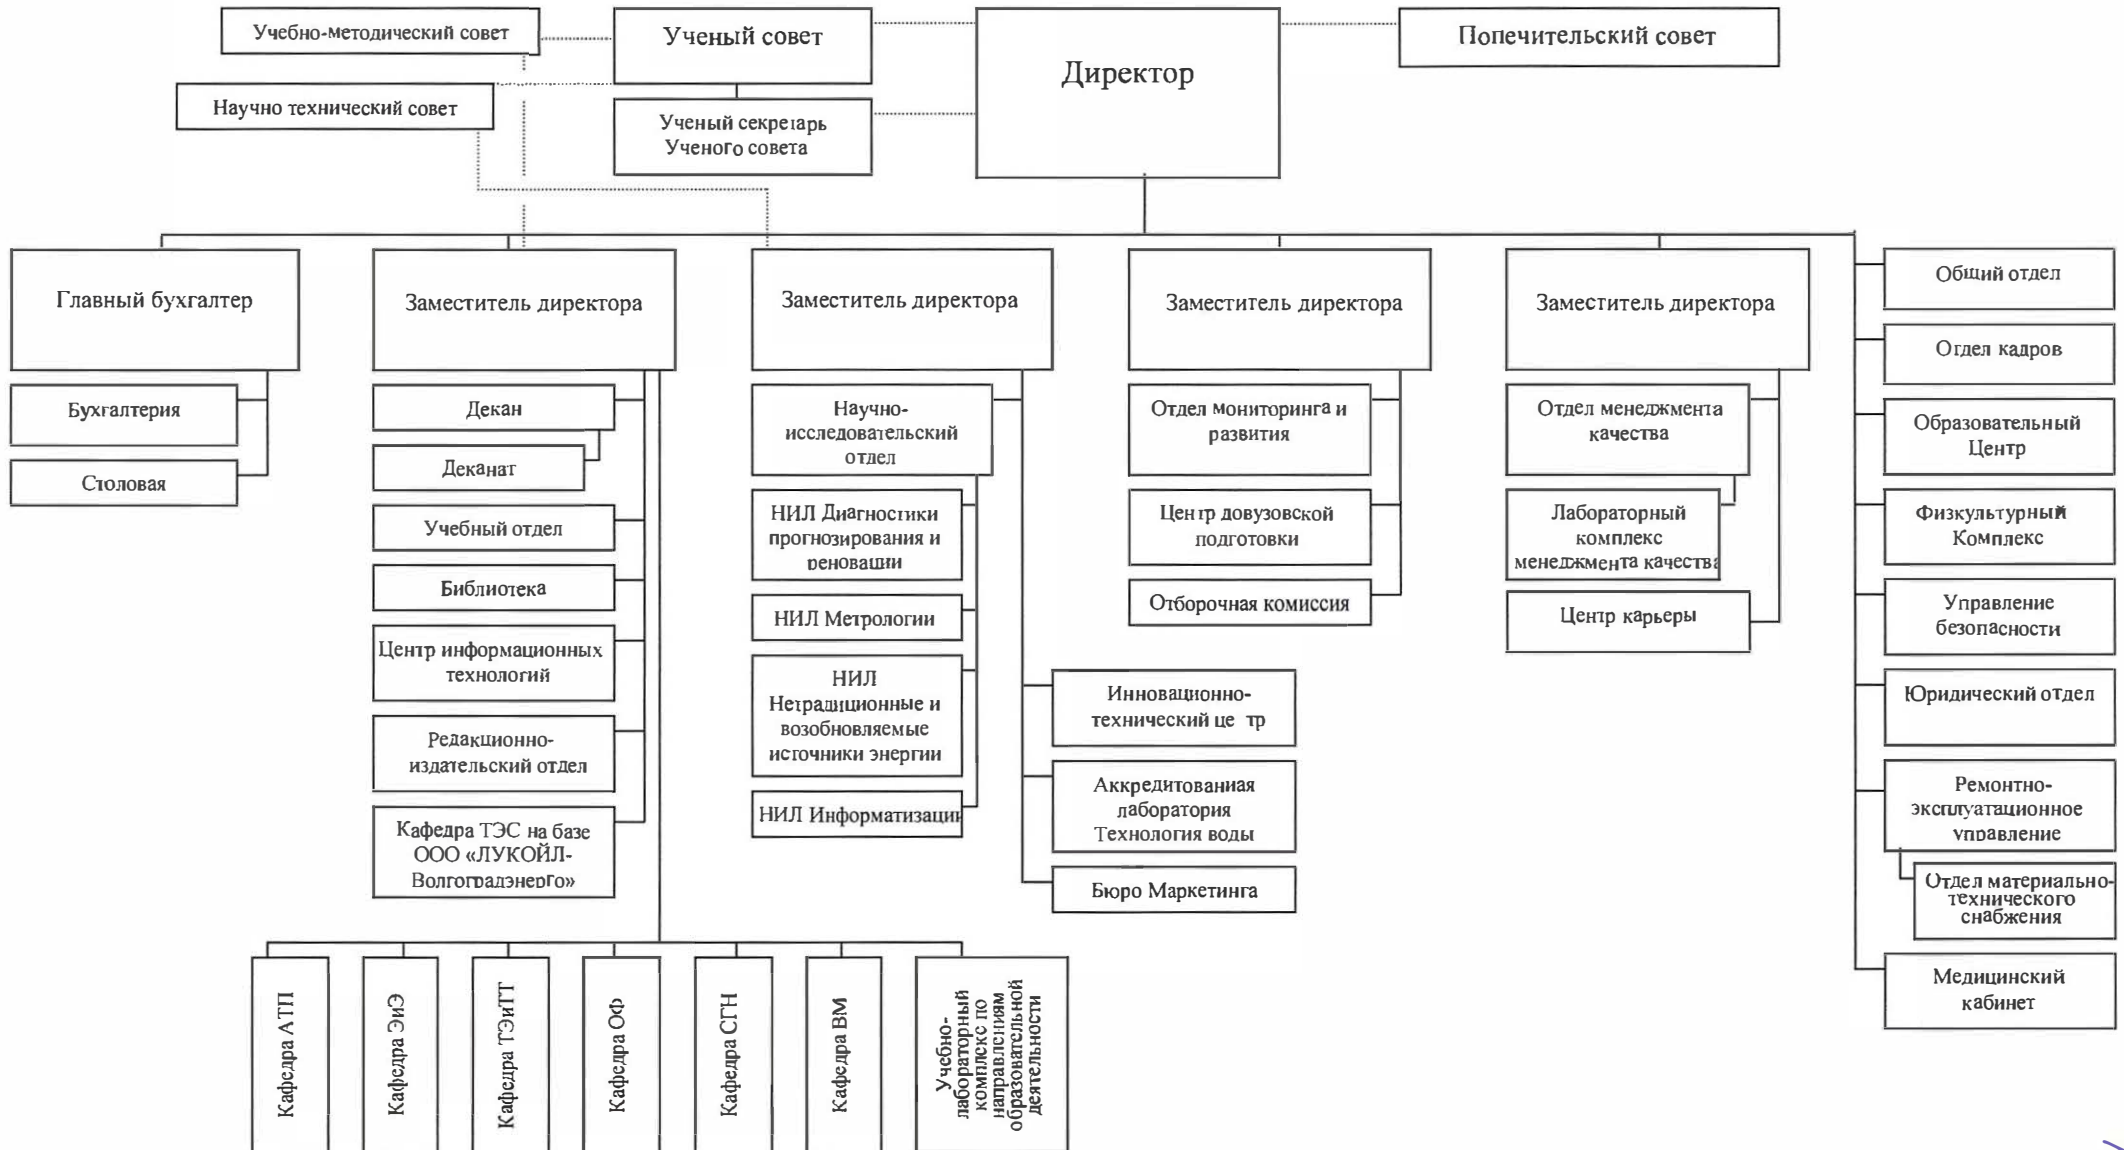 Учебно-методический совет
Ученый совет
Директор
Попечительский совет
Научно технический совет
Ученый секретарь
Ученого совета
Главный бухгалтер
Бухгалтерия
Столовая
Заместитель директора
Декан
Деканат
Учебный отдел
Библиотека
Центр информационных
технологий
Редакционно-
издательский отдел
Кафедра ТЭС на базе
ООО «ЛУКОЙЛ-
Волгоградэнерго»
Заместитель директора
Научно-
исследовательский
отдел
НИЛ Диагностики
прогнозирования и
реновации
НИЛ Метрологии
НИЛ
Нетрадиционные и
возобновляемые
источники энергии
НИЛ Информатизации
Инновационно-
технический це тр
Аккредитованная
лаборатория
Технология воды
Бюро Маркетинга
Заместитель директора
Отдел мониторинга и
развития
Центр довузовской
подготовки
Отборочная комиссия
Заместитель директора
Отдел менеджмента
качества
Лабораторный
комплекс
менеджмента качества
Центр карьеры
Общий отдел
Отдел кадров
Образовательный
Центр
Физкультурный
Комплекс
Управление
безопасности
Юридический отдел
Ремонтно-
эксплуатационное
управление
Отдел материально-
технического
снабжения
Медицинский
кабинет
Кафедра АТП
Кафедра ЭиЭ
Кафедра ТЭиТТ
Кафедра ОФ
Кафедра СГН
Кафедра ВМ
Учебно-
лабораторный
комплекс по
направлениям
образовательной
деятельности